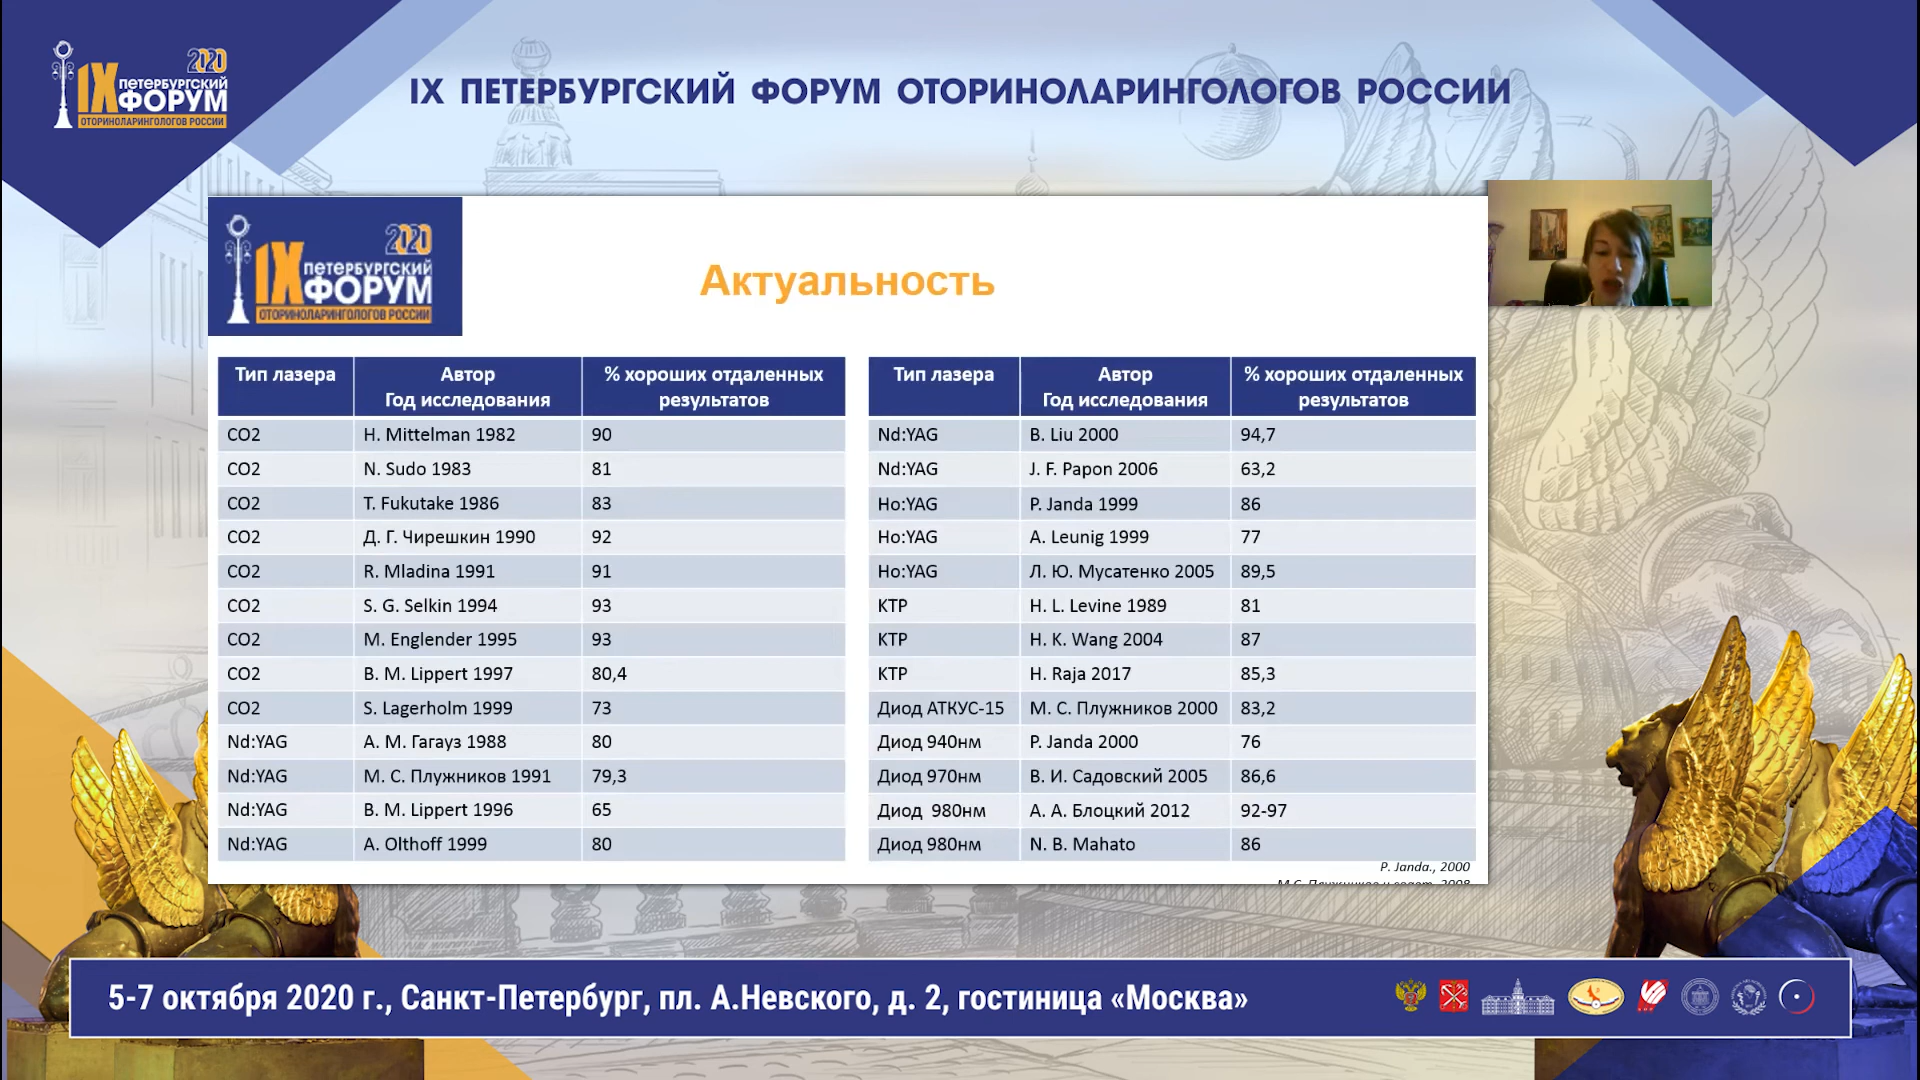 2020
IX ПЕТЕРБУРГСКИЙ
ФОРУМ
ОТОРИНОЛАРИНГОЛОГОВ РОССИИ
IX ПЕТЕРБУРГСКИЙ ФОРУМ ОТОРИНОЛАРИНГОЛОГОВ РОССИИ
2020
IX ПЕТЕРБУРГСКИЙ
ФОРУМ
ОТОРИНОЛАРИНГОЛОГОВ РОССИИ
Актуальность
Тип лазера Автор Год исследования % хороших отдаленных результатов
CO2 H. Mittelman 1982 90
CO2 N. Sudo 1983 81
CO2 T. Fukutake 1986 83
CO2 Д. Г. Чирешкин 1990 92
CO2 R. Mladina 1991 91
CO2 S. G. Selkin 1994 93
CO2 M. Englender 1995 93
CO2 B. M. Lippert 1997 80,4
CO2 S. Lagerholm 1999 73
Nd:YAG А. М. Гагауз 1988 80
Nd:YAG М. С. Плужников 1991 79,3
Nd:YAG B. M. Lippert 1996 65
Nd:YAG A. Olthoff 1999 80
Тип лазера Автор Год исследования % хороших отдаленных результатов
Nd:YAG B. Liu 2000 94,7
Nd:YAG J. F. Papon 2006 63,2
Ho:YAG P. Janda 1999 86
Ho:YAG A. Leunig 1999 77
Ho:YAG Л. Ю. Мусатенко 2005 89,5
КТР H. L. Levine 1989 81
КТР H. K. Wang 2004 87
КТР H. Raja 2017 85,3
Диод АТКУС-15 М. С. Плужников 2000 83,2
Диод 940нм P. Janda 2000 76
Диод 970нм В. И. Садовский 2005 86,6
Диод 980нм А. А. Блоцкий 2012 92-97
Диод 980нм N. B. Mahato 86
P. Janda., 2000
5-7 октября 2020 г., Санкт-Петербург, пл. А.Невского, д. 2, гостиница «Москва»